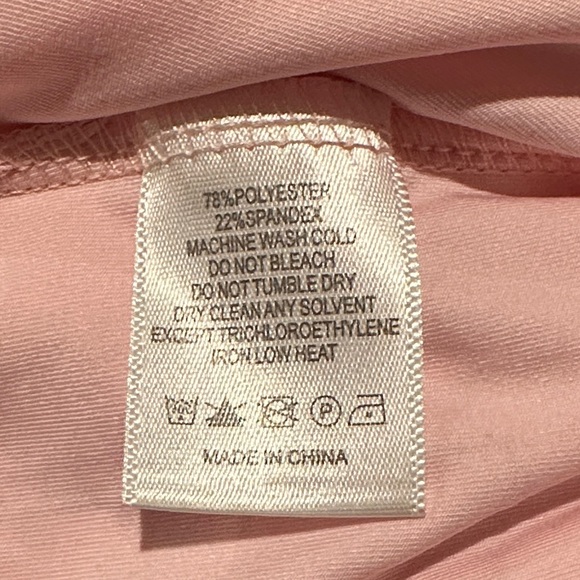 78%POLYESTER
22%SPANDEX
MACHINE WASH COLD
DO NOT BLEACH
DO NOT TUMBLE DRY
DRY CLEAN ANY SOLVENT
EXCEPT TRICHLOROETHYLENE
IRON LOW HEAT
P
MADE IN CHINA